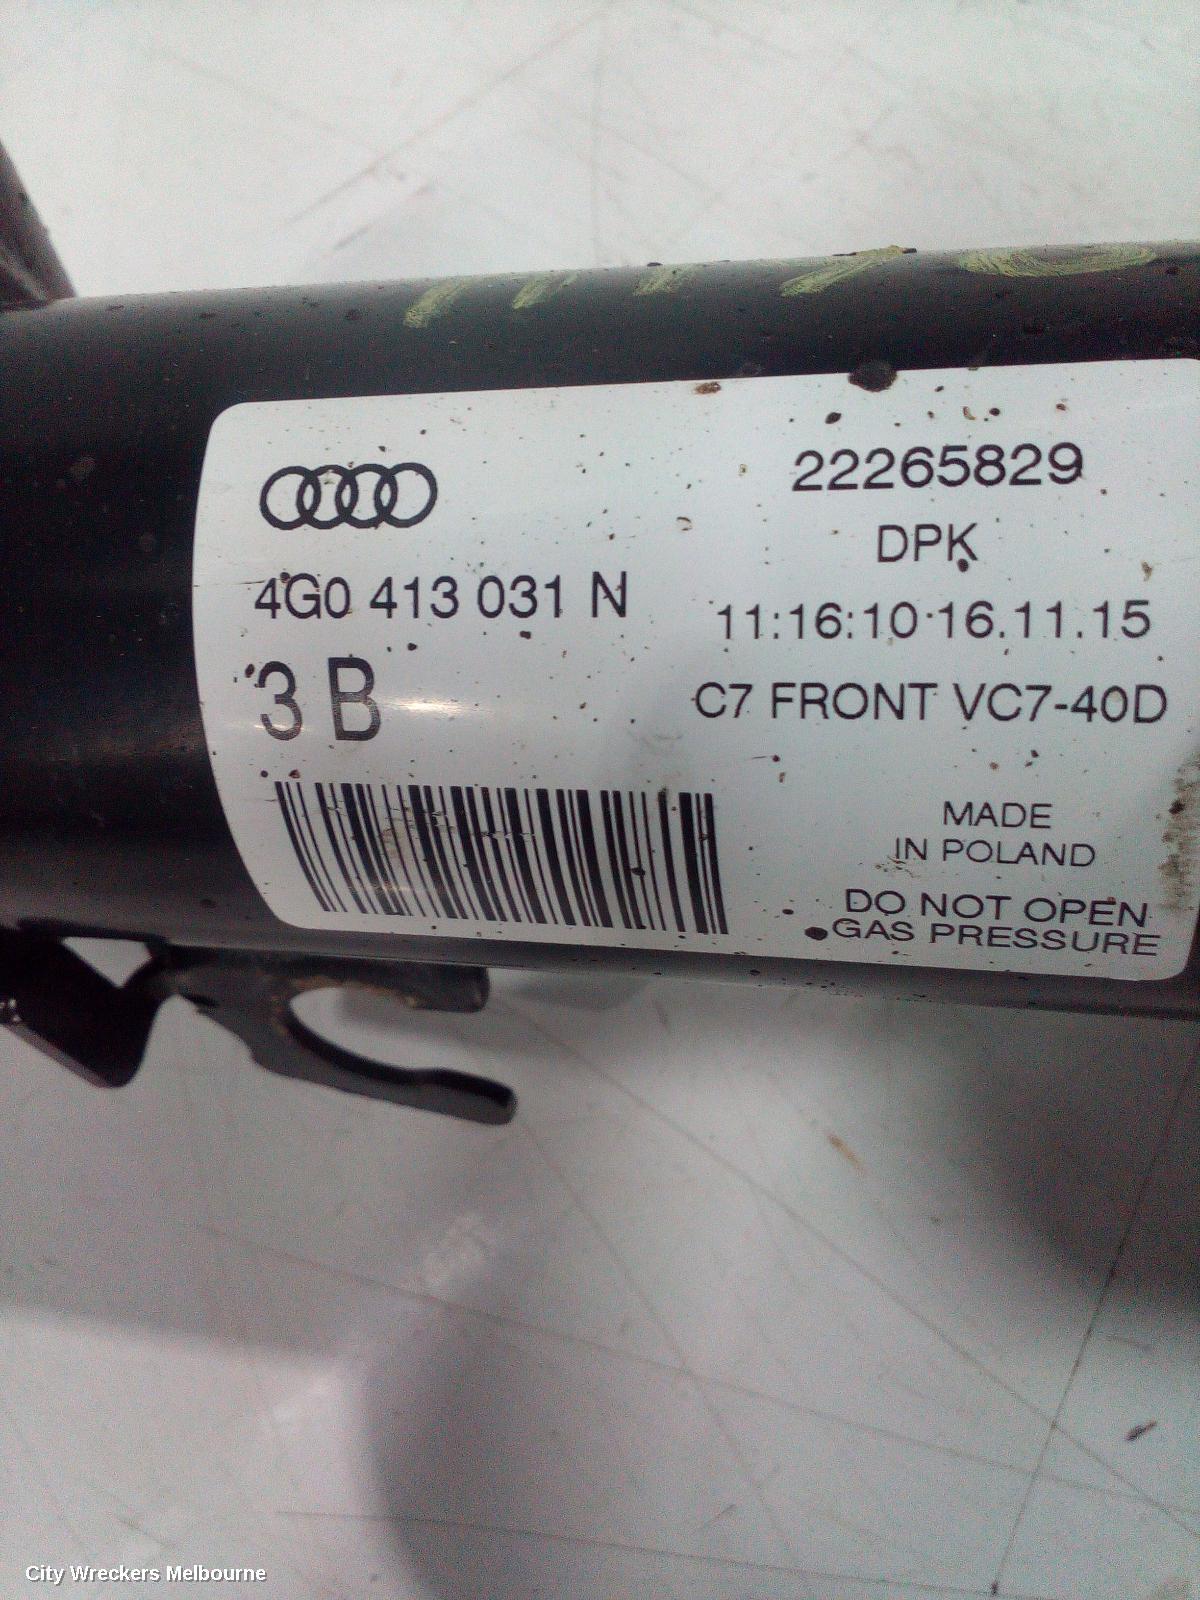 4G0 413 031 N
3 B
22265829
DPK
11:16:10 16.11.15
C7 FRONT VC7-40D
MADE
IN POLAND
DO NOT OPEN
GAS PRESSURE
City Wreckers Melbourne